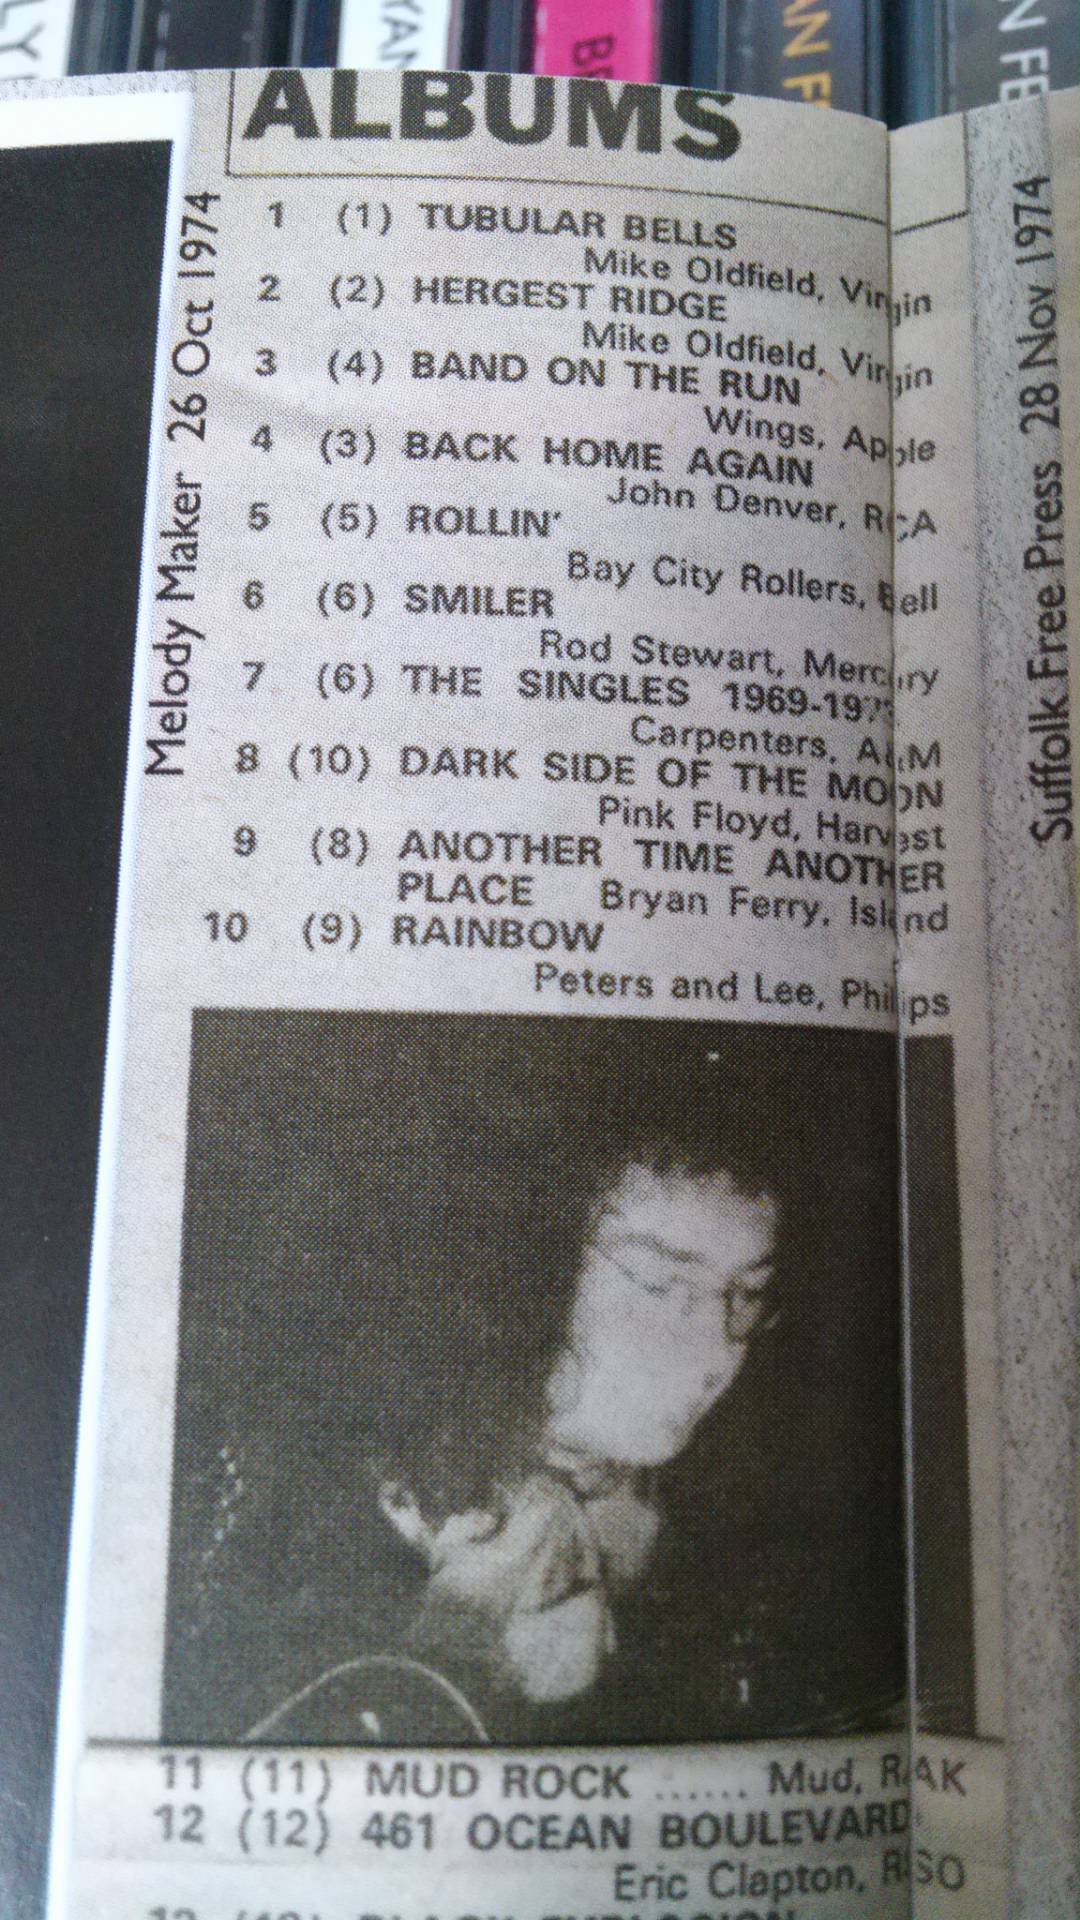 ALBUMS
1 (1) TUBULAR BELLS
Mike Oldfield, Virgin
2 (2) HERGEST RIDGE
Mike Oldfield, Virgin
3 (4) BAND ON THE RUN
Wings, Apple
4 (3) BACK HOME AGAIN
John Denver, RCA
5 (5) ROLLIN'
Bay City Rollers, Bell
6 (6) SMILER
Rod Stewart, Mercury
7 (6) THE SINGLES 1969-1973
Carpenters, A&M
8 (10) DARK SIDE OF THE MOON
Pink Floyd, Harvest
9 (8) ANOTHER TIME ANOTHER
PLACE Bryan Ferry, Island
10 (9) RAINBOW
Peters and Lee, Philips
11 (11) MUD ROCK ...... Mud, RAK
12 (12) 461 OCEAN BOULEVARD
Eric Clapton, RSO
Melody Maker 26 Oct 1974
Suffolk Free Press 28 Nov 1974